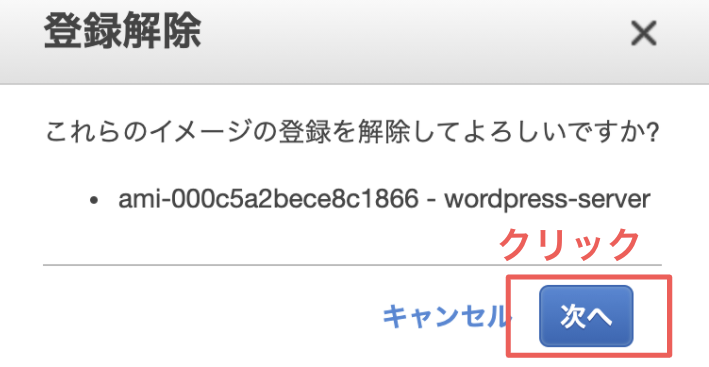 登録解除
これらのイメージの登録を解除してよろしいですか?
• ami-000c5a2bece8c1866 - wordpress-server
クリック
キャンセル 次へ